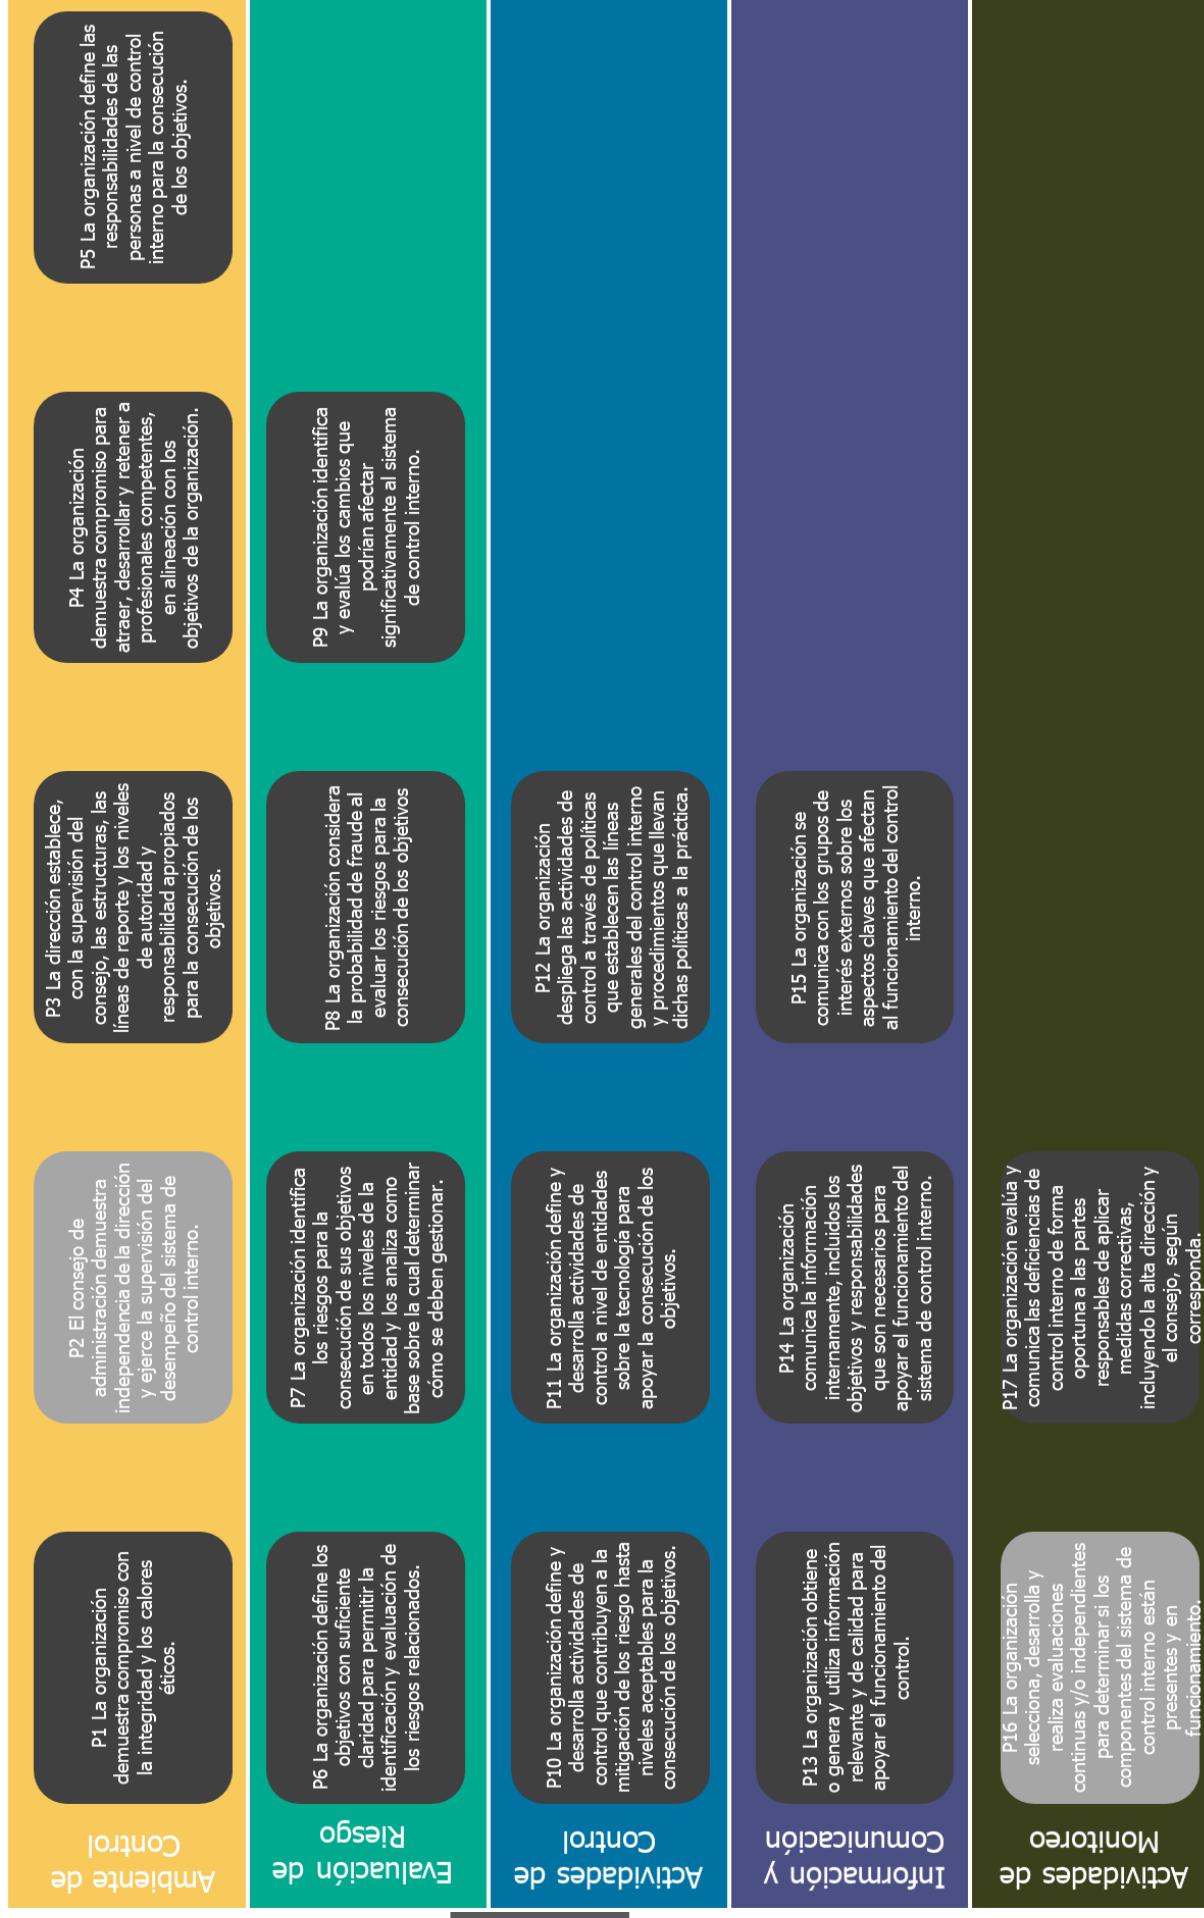 Ambiente de
Control
P1 La organización
demuestra compromiso con
la integridad y los calores
éticos.
P2 El consejo de
administración demuestra
independencia de la dirección
y ejerce la supervisión del
desempeño del sistema de
control interno.
P3 La dirección establece,
con la supervisión del
consejo, las estructuras, las
líneas de reporte y los niveles
de autoridad y
responsabilidad apropiados
para la consecución de los
objetivos.
P4 La organización
demuestra compromiso para
atraer, desarrollar y retener a
profesionales competentes,
en alineación con los
objetivos de la organización.
P5 La organización define las
responsabilidades de las
personas a nivel de control
interno para la consecución
de los objetivos.
Evaluación de
Riesgo
P6 La organización define los
objetivos con suficiente
claridad para permitir la
identificación y evaluación de
los riesgos relacionados.
P7 La organización identifica
los riesgos para la
consecución de sus objetivos
en todos los niveles de la
entidad y los analiza como
base sobre la cual determinar
cómo se deben gestionar.
P8 La organización considera
la probabilidad de fraude al
evaluar los riesgos para la
consecución de los objetivos
P9 La organización identifica
y evalúa los cambios que
podrían afectar
significativamente al sistema
de control interno.
Actividades de
Control
P10 La organización define y
desarrolla actividades de
control que contribuyen a la
mitigación de los riesgo hasta
niveles aceptables para la
consecución de los objetivos.
P11 La organización define y
desarrolla actividades de
control a nivel de entidades
sobre la tecnología para
apoyar la consecución de los
objetivos.
P12 La organización
despliega las actividades de
control a través de políticas
que establecen las líneas
generales del control interno
y procedimientos que llevan
dichas políticas a la práctica.
Información y
Comunicación
P13 La organización obtiene
o genera y utiliza información
relevante y de calidad para
apoyar el funcionamiento del
control.
P14 La organización
comunica la información
internamente, incluidos los
objetivos y responsabilidades
que son necesarios para
apoyar el funcionamiento del
sistema de control interno.
P15 La organización se
comunica con los grupos de
interés externos sobre los
aspectos claves que afectan
al funcionamiento del control
interno.
Actividades de
Monitoreo
P16 La organización
selecciona, desarrolla y
realiza evaluaciones
continuas y/o independientes
para determinar si los
componentes del sistema de
control interno están
presentes y en
funcionamiento.
P17 La organización evalúa y
comunica las deficiencias de
control interno de forma
oportuna a las partes
responsables de aplicar
medidas correctivas,
incluyendo la alta dirección y
el consejo, según
corresponda.